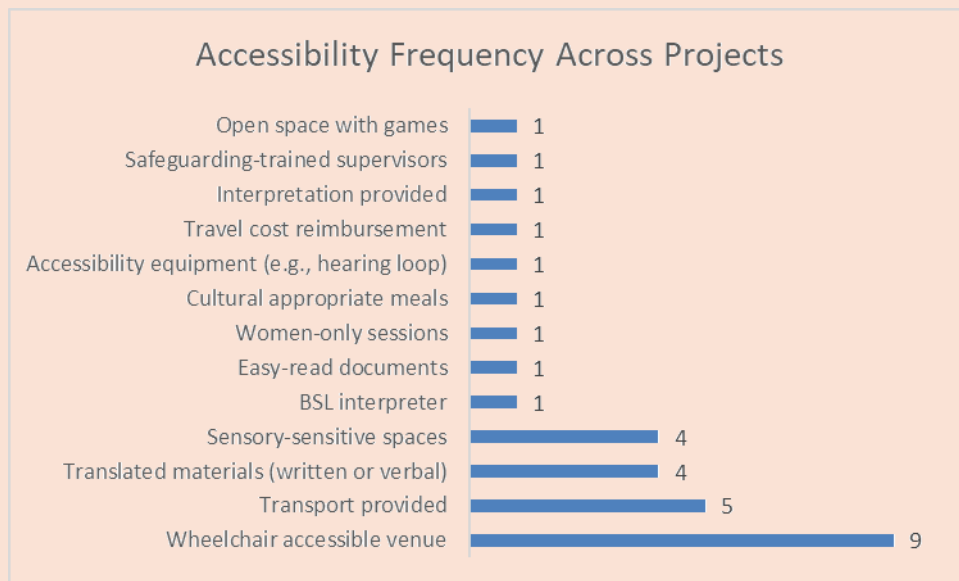 Accessibility Frequency Across Projects
Open space with games 1
Safeguarding-trained supervisors 1
Interpretation provided 1
Travel cost reimbursement 1
Accessibility equipment (e.g., hearing loop) 1
Cultural appropriate meals 1
Women-only sessions 1
Easy-read documents 1
BSL interpreter 1
Sensory-sensitive spaces 4
Translated materials (written or verbal) 4
Transport provided 5
Wheelchair accessible venue 9